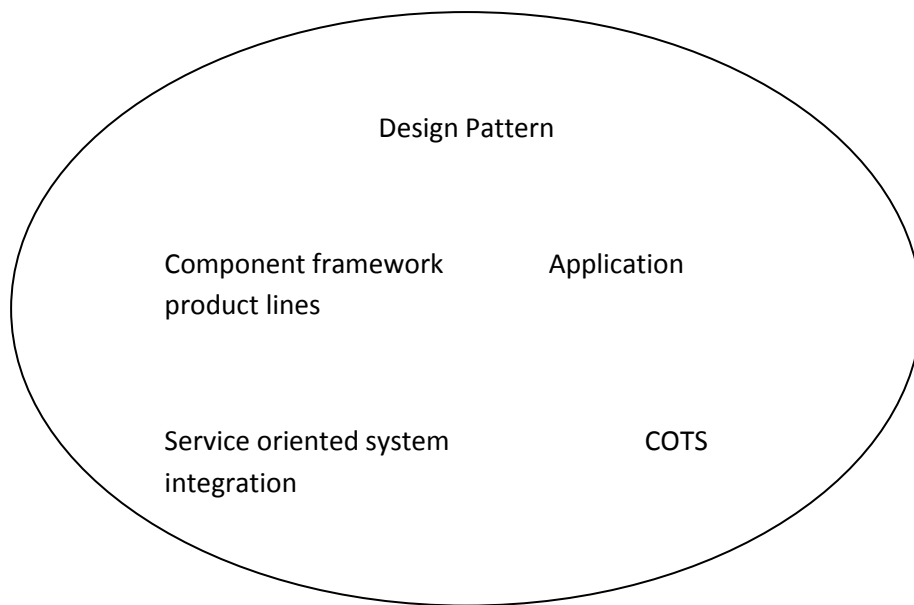 Design Pattern
Component framework Application
product lines
Service oriented system COTS
integration